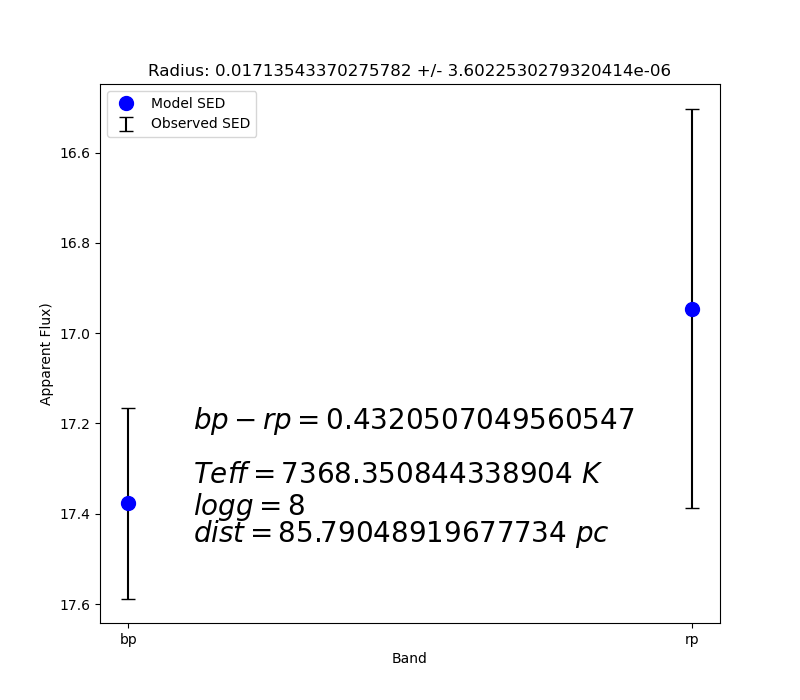 Radius: 0.01713543370275782 +/- 3.6022530279320414e-06
Model SED
Observed SED
16.6
16.8
17.0
17.2
17.4
17.6
Apparent Flux)
bp − rp = 0.4320507049560547
Teff = 7368.350844338904 K
logg = 8
dist = 85.79048919677734 pc
bp
rp
Band